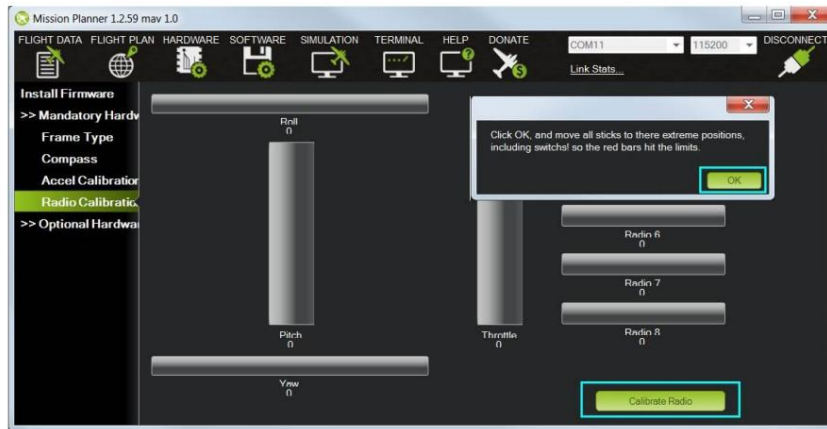 Mission Planner 1.2.59 mav 1.0
FLIGHT DATA FLIGHT PLAN HARDWARE SOFTWARE SIMULATION TERMINAL HELP DONATE COM11 115200 DISCONNECT
Link Stats...
Install Firmware
>> Mandatory Hardw
Frame Type
Compass
Accel Calibration
Radio Calibratio
>> Optional Hardwa
Roll
0
Pitch
0
Yaw
0
Throttle
0
Click OK, and move all sticks to there extreme positions,
including switchs! so the red bars hit the limits.
OK
Radio 6
0
Radio 7
0
Radio 8
0
Calibrate Radio